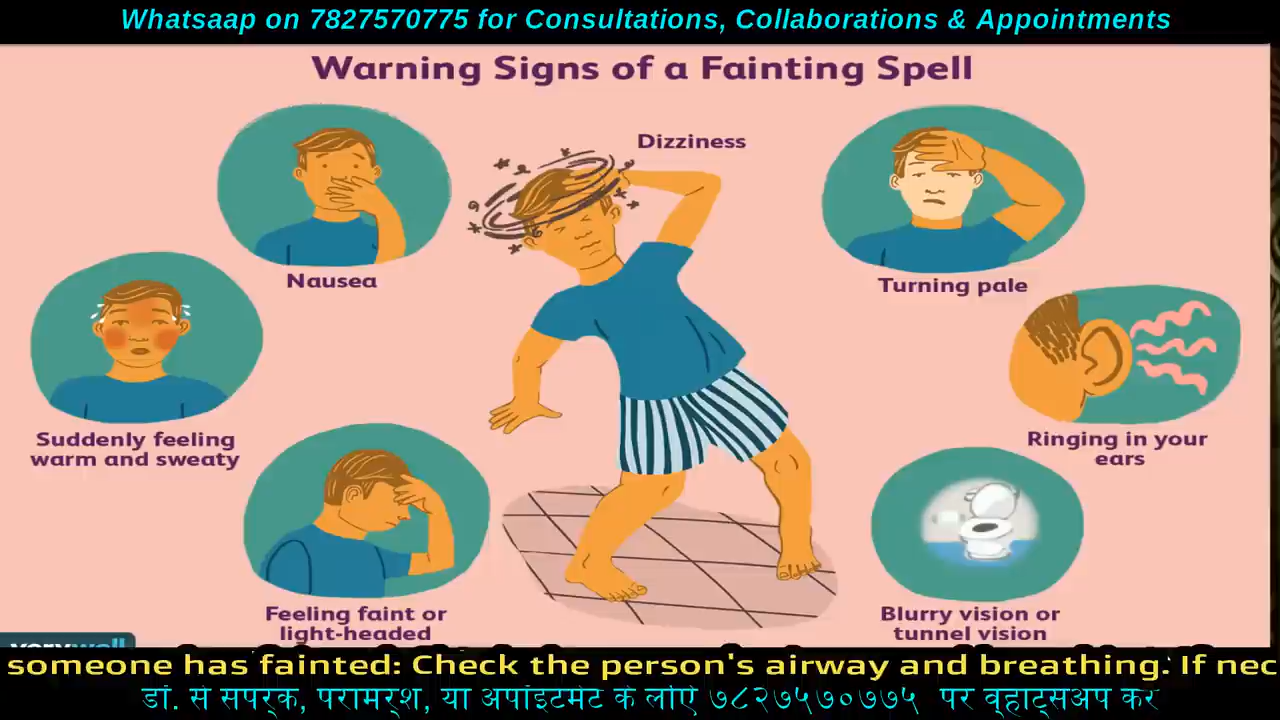 Whatsaap on 7827570775 for Consultations, Collaborations & Appointments
Warning Signs of a Fainting Spell
Dizziness
Nausea
Turning pale
Suddenly feeling
warm and sweaty
Ringing in your
ears
Feeling faint or
light-headed
Blurry vision or
tunnel vision
verywell
someone has fainted: Check the person's airway and breathing. If nec
डॉ. से संपर्क, परामर्श, या अपॉइंटमेंट के लिए ७८२७५७०७७५ पर व्हाट्सअप करें